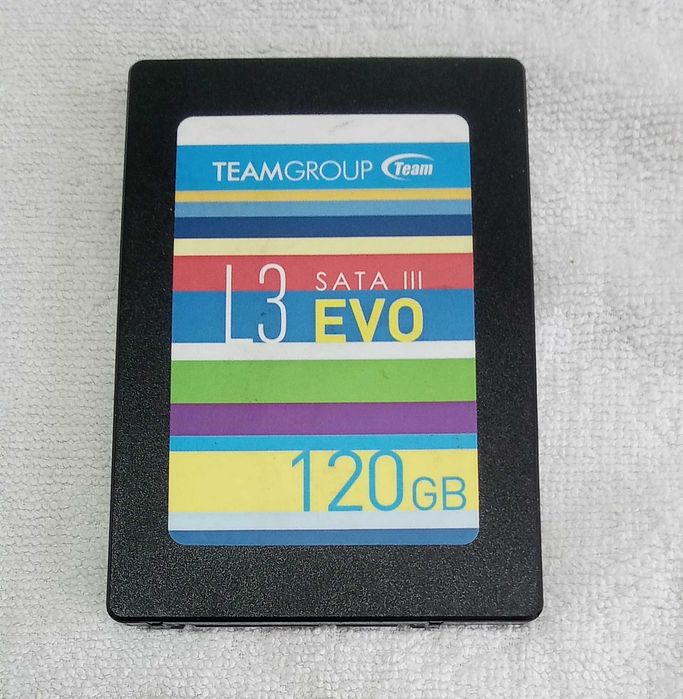 TEAMGROUP Team
L3 SATA III
EVO
120GB